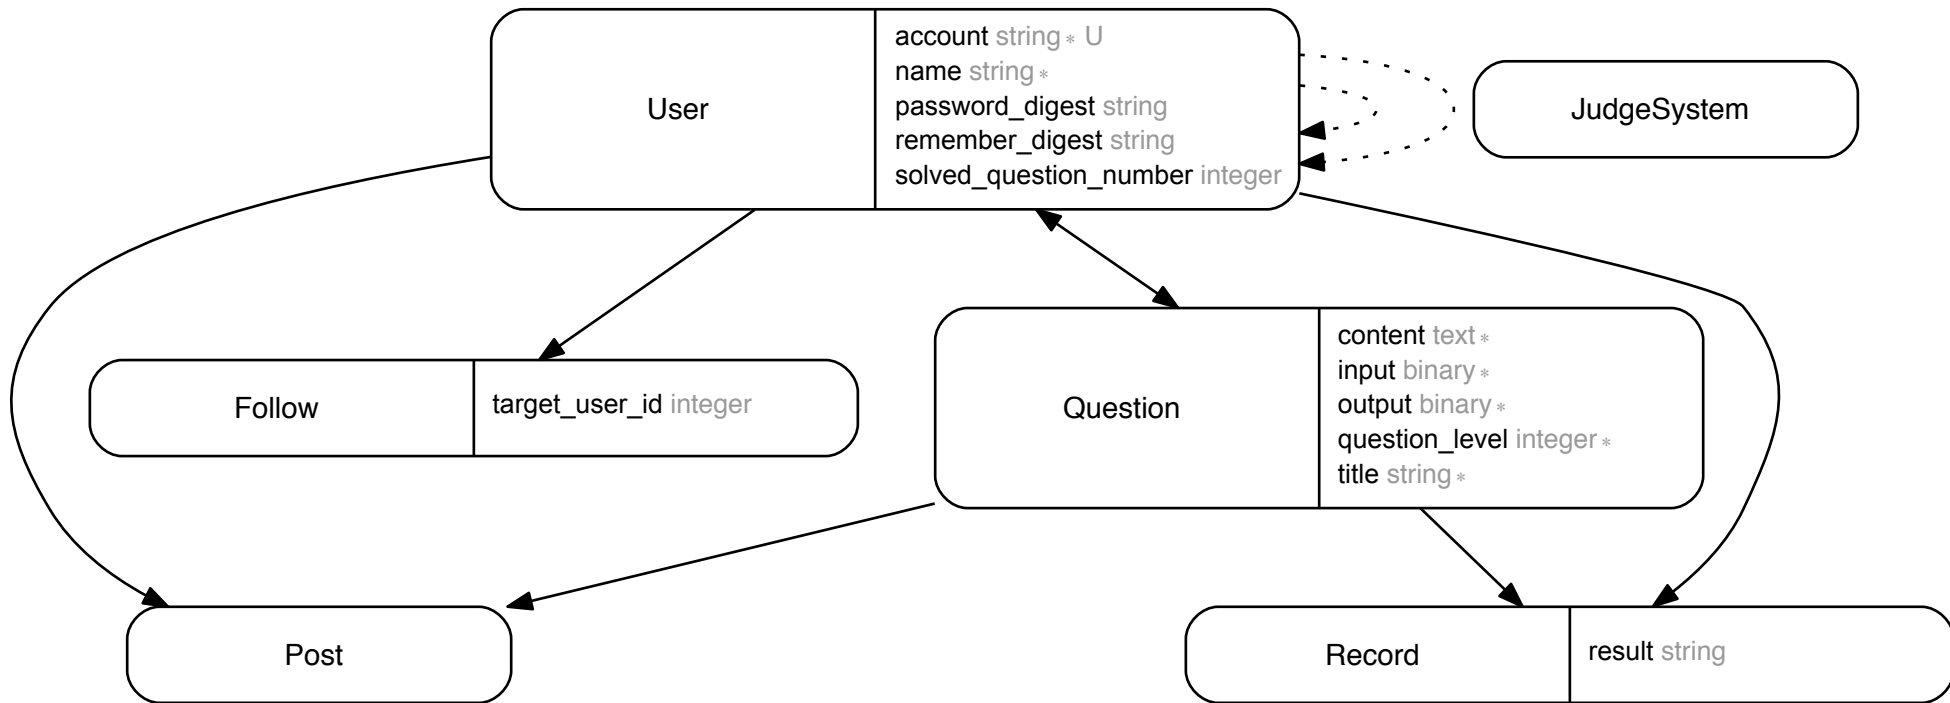 User
account string* U
name string*
password_digest string
remember_digest string
solved_question_number integer
JudgeSystem
Follow
target_user_id integer
Question
content text*
input binary*
output binary*
question_level integer*
title string*
Post
Record
result string